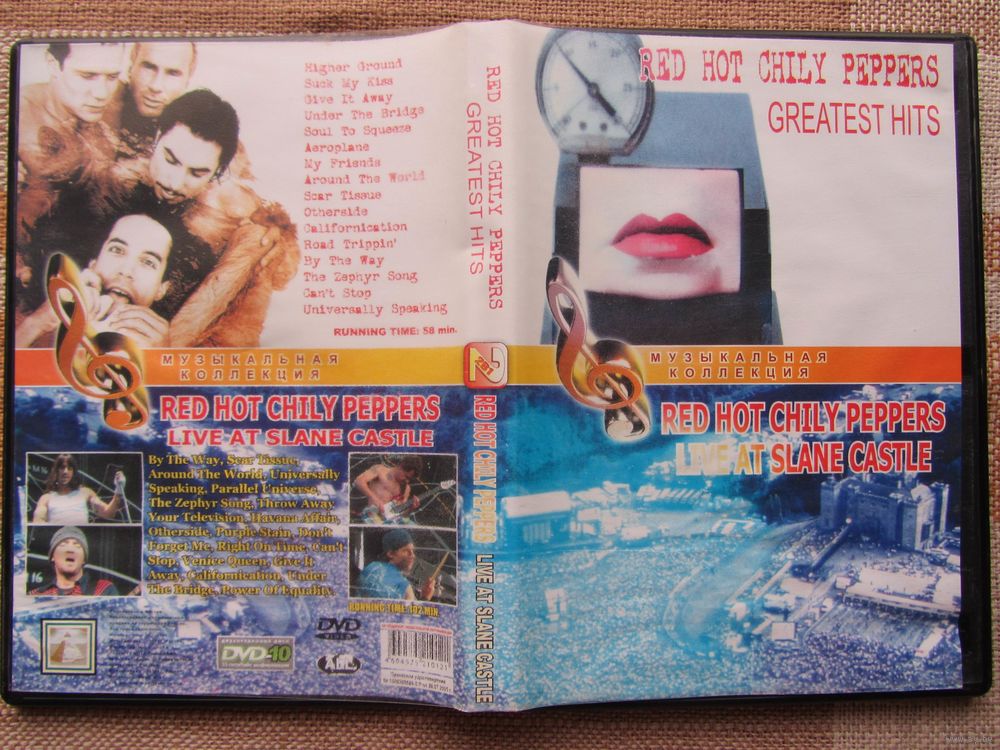 Higher Ground
Suck My Kiss
Give It Away
Under The Bridge
Soul To Squeeze
Aeroplane
My Friends
Around The World
Scar Tissue
Otherside
Californication
Road Trippin'
By The Way
The Zephyr Song
Can't Stop
Universally Speaking
RUNNING TIME: 58 min.
МУЗЫКАЛЬНАЯ
КОЛЛЕКЦИЯ
RED HOT CHILY PEPPERS
LIVE AT SLANE CASTLE
By The Way, Scar Tissue,
Around The World, Universally
Speaking, Parallel Universe,
The Zephyr Song, Throw Away
Your Television, Havana Affair,
Otherside, Purple Stain, Don't
Forget Me, Right On Time, Can't
Stop, Venice Queen, Give It
Away, Californication, Under
The Bridge, Power Of Equality.
RUNNING TIME: 102 MIN.
DVD
VIDEO
DVD-10
ALL
RED HOT CHILY PEPPERS
GREATEST HITS
2
RED HOT CHILY PEPPERS LIVE AT SLANE CASTLE
RED HOT CHILY PEPPERS
GREATEST HITS
МУЗЫКАЛЬНАЯ
КОЛЛЕКЦИЯ
RED HOT CHILY PEPPERS
LIVE AT SLANE CASTLE